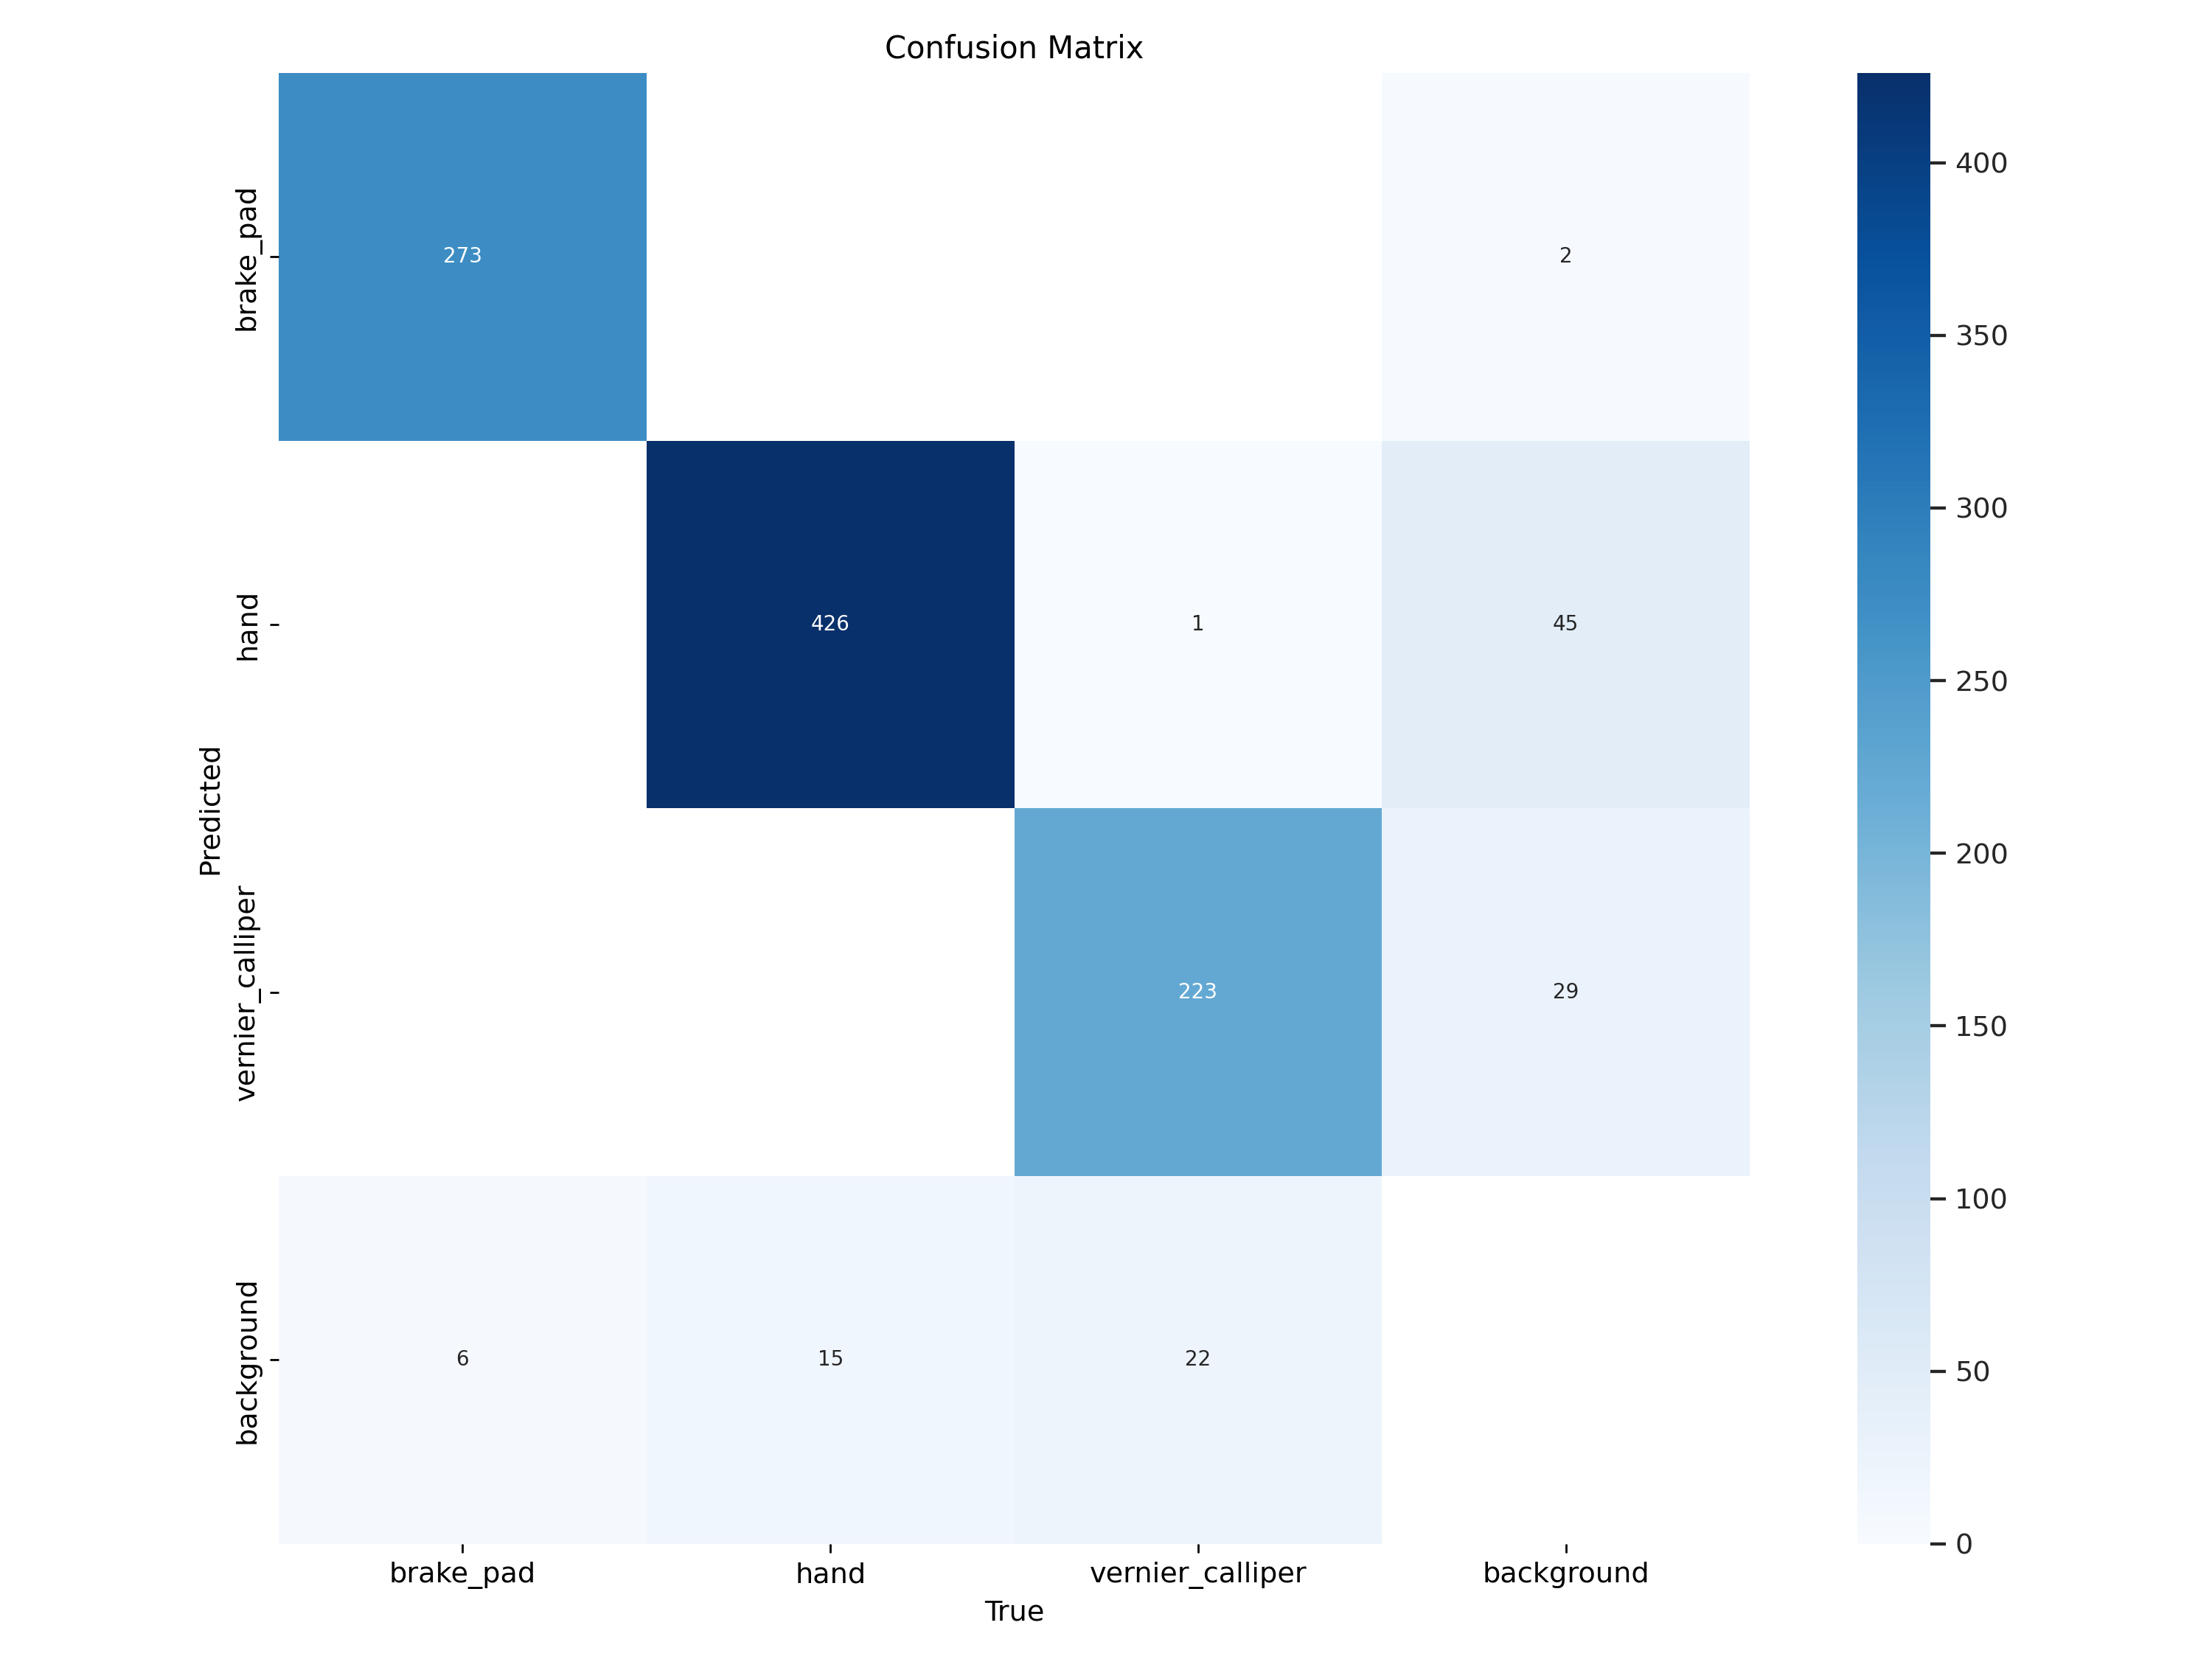 Confusion Matrix
brake_pad
273
2
hand
426
1
45
Predicted
vernier_calliper
223
29
background
6
15
22
brake_pad
hand
vernier_calliper
background
True
400
350
300
250
200
150
100
50
0